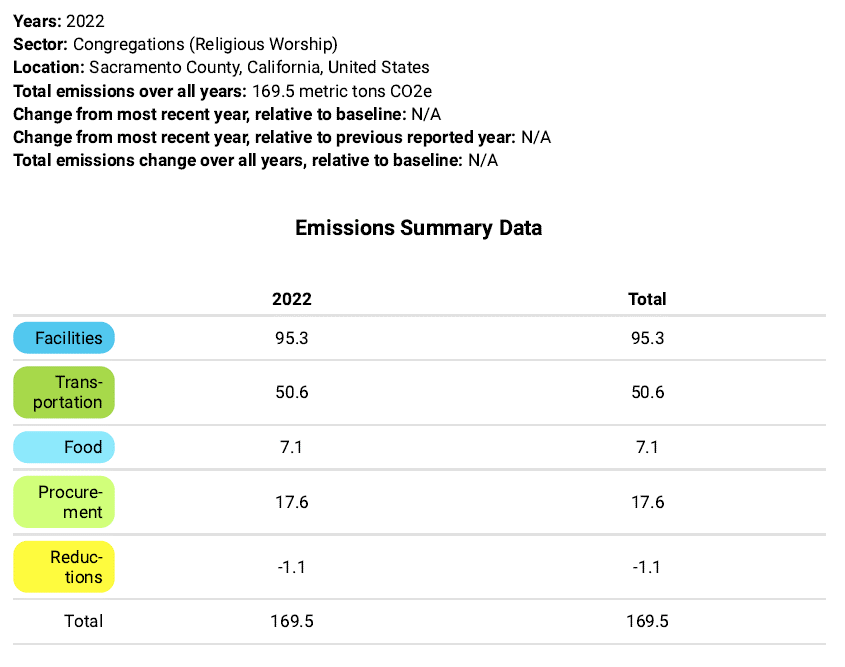 Years: 2022
Sector: Congregations (Religious Worship)
Location: Sacramento County, California, United States
Total emissions over all years: 169.5 metric tons CO2e
Change from most recent year, relative to baseline: N/A
Change from most recent year, relative to previous reported year: N/A
Total emissions change over all years, relative to baseline: N/A
Emissions Summary Data
2022 Total
Facilities 95.3 95.3
Trans-
portation 50.6 50.6
Food 7.1 7.1
Procure-
ment 17.6 17.6
Reduc-
tions -1.1 -1.1
Total 169.5 169.5